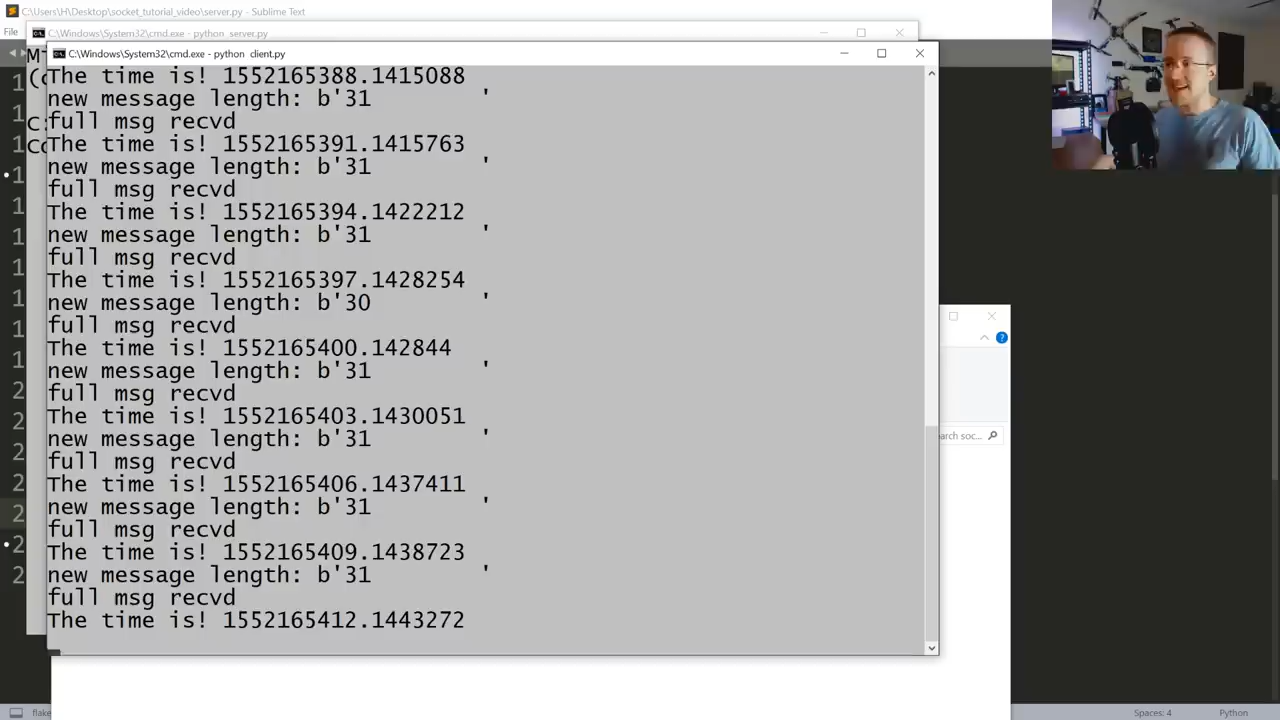 C:\Users\H\Desktop\socket_tutorial_video\server.py - Sublime Text
File
C:\Windows\System32\cmd.exe - python server.py
C:\Windows\System32\cmd.exe - python client.py
The time is! 1552165388.1415088
new message length: b'31       '
full msg recvd
The time is! 1552165391.1415763
new message length: b'31       '
full msg recvd
The time is! 1552165394.1422212
new message length: b'31       '
full msg recvd
The time is! 1552165397.1428254
new message length: b'30       '
full msg recvd
The time is! 1552165400.142844
new message length: b'31       '
full msg recvd
The time is! 1552165403.1430051
new message length: b'31       '
full msg recvd
The time is! 1552165406.1437411
new message length: b'31       '
full msg recvd
The time is! 1552165409.1438723
new message length: b'31       '
full msg recvd
The time is! 1552165412.1443272
arch soc...
Spaces: 4
Python